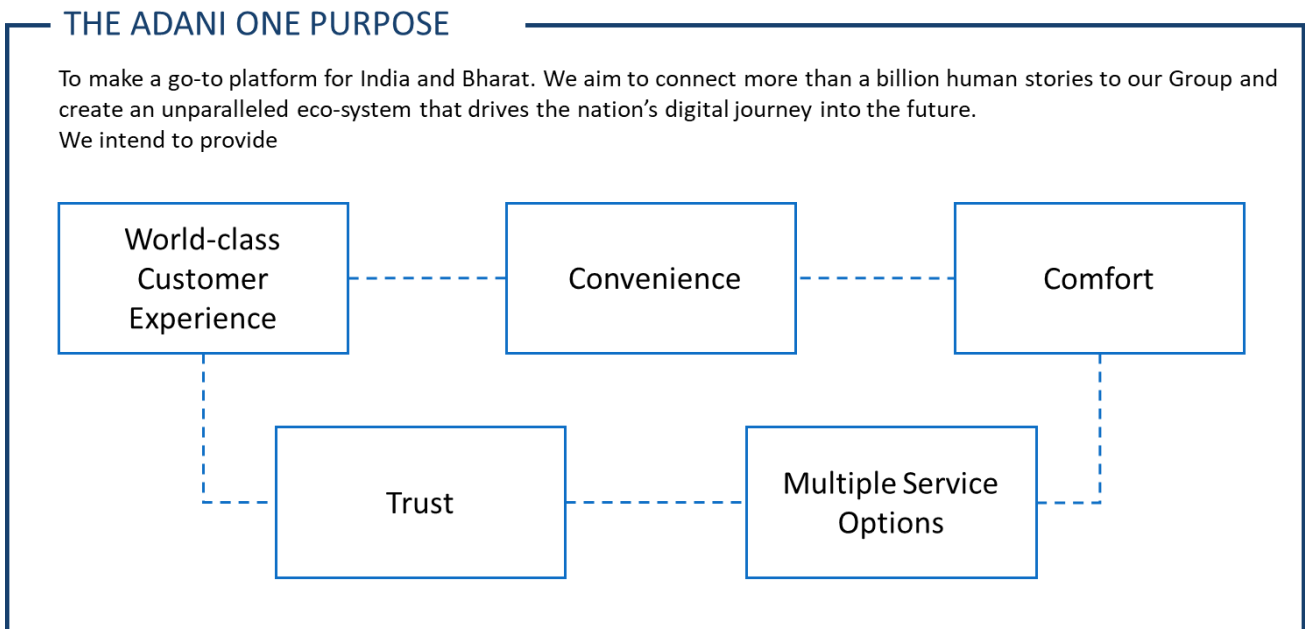 THE ADANI ONE PURPOSE
To make a go-to platform for India and Bharat. We aim to connect more than a billion human stories to our Group and
create an unparalleled eco-system that drives the nation’s digital journey into the future.
We intend to provide
World-class
Customer
Experience
Convenience
Comfort
Trust
Multiple Service
Options